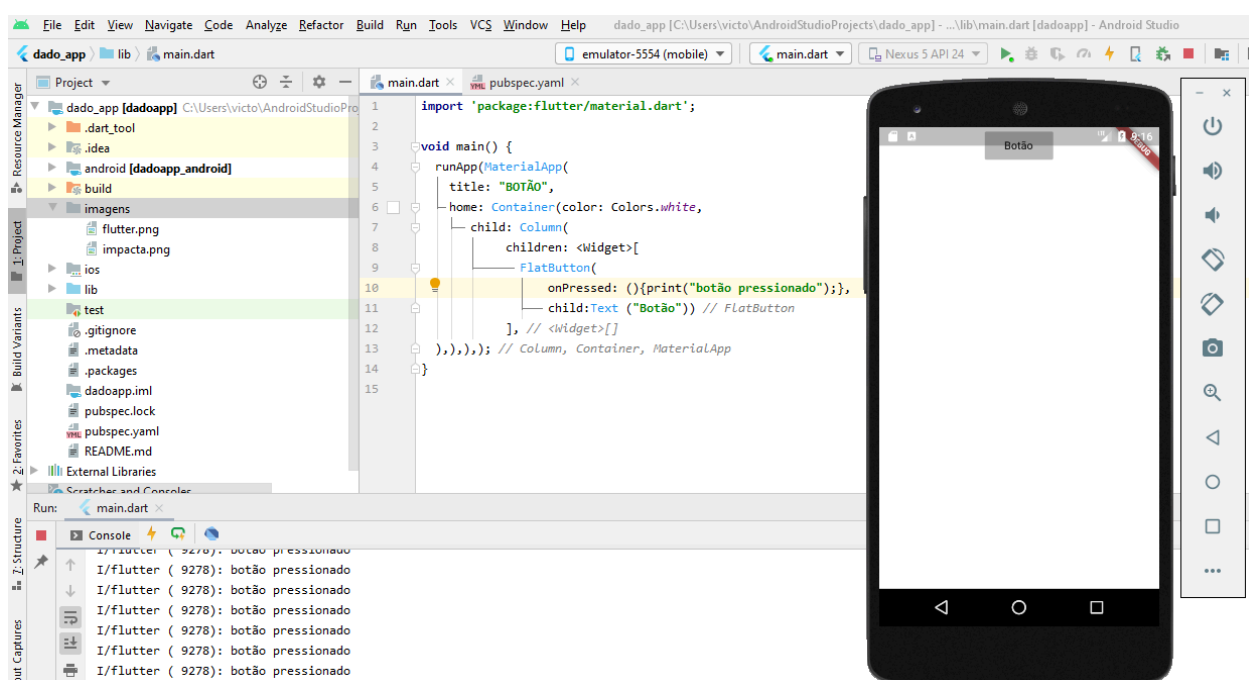 File Edit View Navigate Code Analyze Refactor Build Run Tools VCS Window Help dado_app [C:\Users\victo\AndroidStudioProjects\dado_app] - ...\lib\main.dart [dadoapp] - Android Studio
dado_app lib main.dart emulator-5554 (mobile) main.dart Nexus 5 API 24
Resource Manager
1: Project
Build Variants
2: Favorites
7: Structure
Project
dado_app [dadoapp] C:\Users\victo\AndroidStudioPro
.dart_tool
.idea
android [dadoapp_android]
build
imagens
flutter.png
impacta.png
ios
lib
test
.gitignore
.metadata
.packages
dadoapp.iml
pubspec.lock
pubspec.yaml
README.md
External Libraries
Scratches and Consoles
main.dart pubspec.yaml
1 import 'package:flutter/material.dart';
2
3 void main() {
4 runApp(MaterialApp(
5 title: "BOTÃO",
6 home: Container(color: Colors.white,
7 child: Column(
8 children: <Widget>[
9 FlatButton(
10 onPressed: (){print("botão pressionado");},
11 child:Text ("Botão")) // FlatButton
12 ], // <Widget>[]
13 ),),),); // Column, Container, MaterialApp
14 }
15
9:16
DEBUG
Botão
Run: main.dart
Console
I/flutter ( 9278): botão pressionado
I/flutter ( 9278): botão pressionado
I/flutter ( 9278): botão pressionado
I/flutter ( 9278): botão pressionado
I/flutter ( 9278): botão pressionado
I/flutter ( 9278): botão pressionado
I/flutter ( 9278): botão pressionado